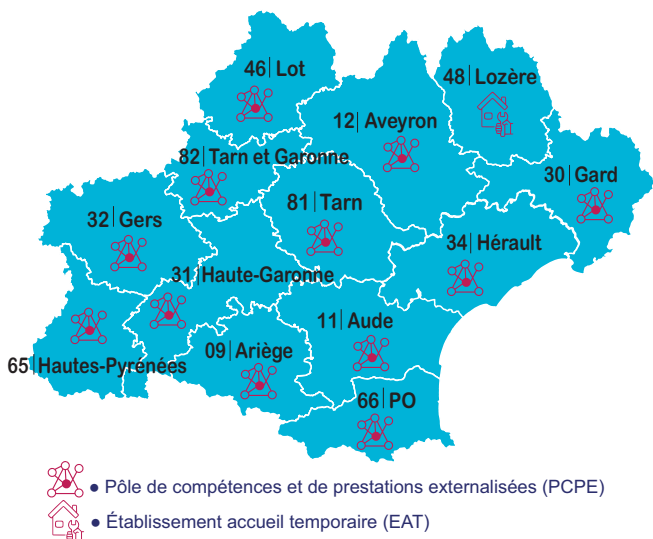 46 Lot
48 Lozère
12 Aveyron
82 Tarn et Garonne
30 Gard
81 Tarn
32 Gers
34 Hérault
31 Haute-Garonne
11 Aude
09 Ariège
65 Hautes-Pyrénées
66 PO
● Pôle de compétences et de prestations externalisées (PCPE)
● Établissement accueil temporaire (EAT)